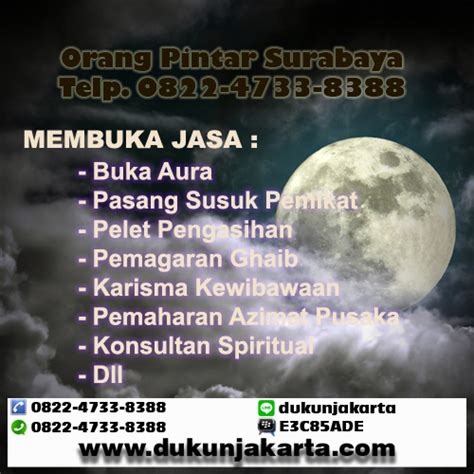 Orang Pintar Surabaya
Telp. 0822-4733-8388
MEMBUKA JASA :
- Buka Aura
- Pasang Susuk Pemikat
- Pelet Pengasihan
- Pemagaran Ghaib
- Karisma Kewibawaan
- Pemaharan Azimat Pusaka
- Konsultan Spiritual
- Dll
0822-4733-8388 LINE dukunjakarta
0822-4733-8388 E3C85ADE
www.dukunjakarta.com